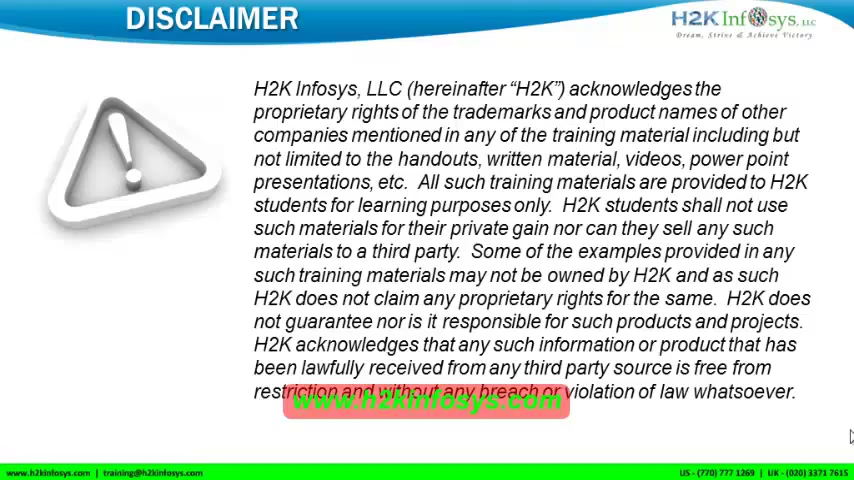 DISCLAIMER
H2K INFOSYS, LLC
Dream, Strive & Achieve Victory
H2K Infosys, LLC (hereinafter “H2K”) acknowledges the
proprietary rights of the trademarks and product names of other
companies mentioned in any of the training material including but
not limited to the handouts, written material, videos, power point
presentations, etc.  All such training materials are provided to H2K
students for learning purposes only.  H2K students shall not use
such materials for their private gain nor can they sell any such
materials to a third party.  Some of the examples provided in any
such training materials may not be owned by H2K and as such
H2K does not claim any proprietary rights for the same.  H2K does
not guarantee nor is it responsible for such products and projects.
H2K acknowledges that any such information or product that has
been lawfully received from any third party source is free from
restriction and without any breach or violation of law whatsoever.
www.h2kinfosys.com
www.h2kinfosys.com | training@h2kinfosys.com
US - (770) 777 1269 | UK - (020) 3371 7615